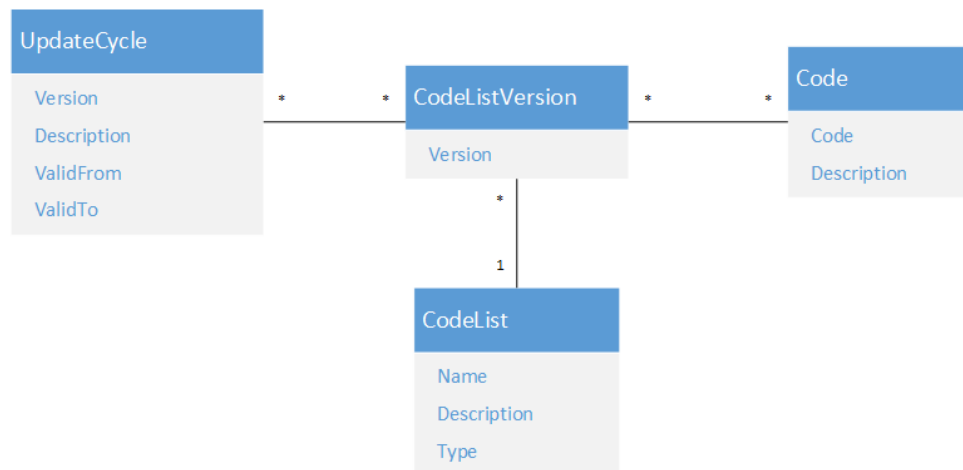 UpdateCycle
Version
Description
ValidFrom
ValidTo
* *
CodeListVersion
Version
* *
Code
Code
Description
*
1
CodeList
Name
Description
Type